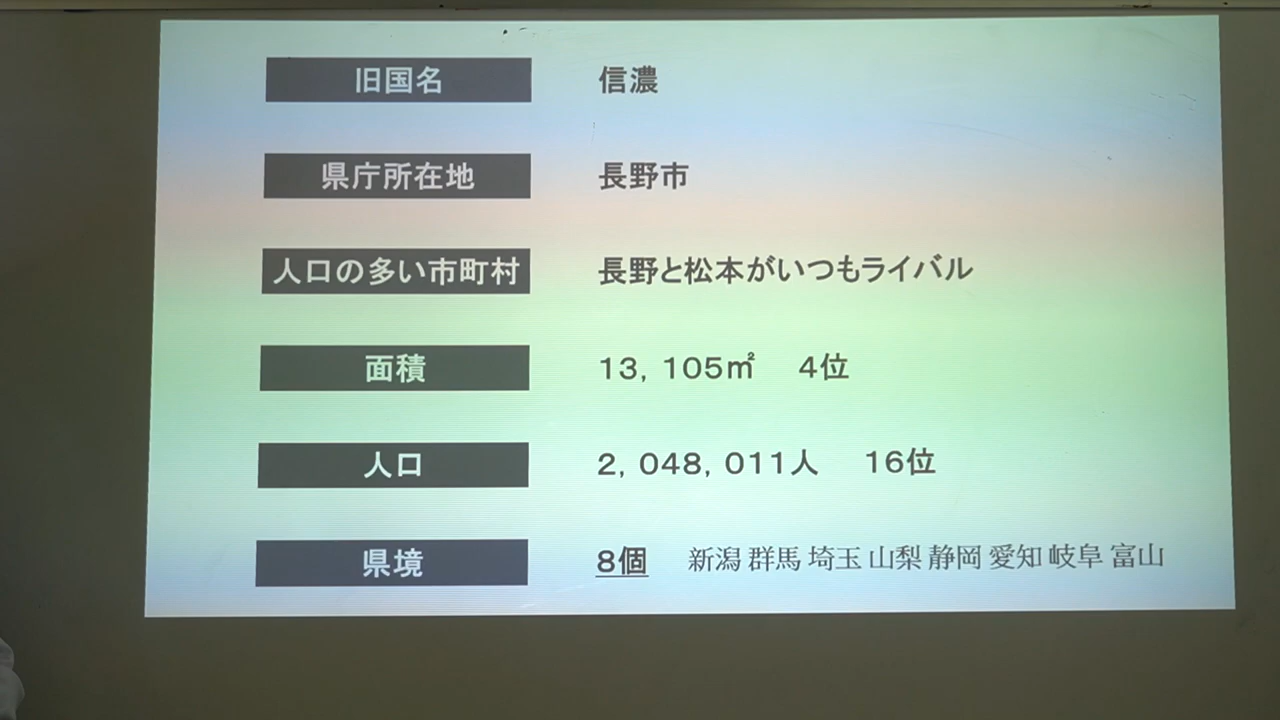 旧国名 信濃
県庁所在地 長野市
人口の多い市町村 長野と松本がいつもライバル
面積 13,105㎡ 4位
人口 2,048,011人 16位
県境 8個 新潟 群馬 埼玉 山梨 静岡 愛知 岐阜 富山